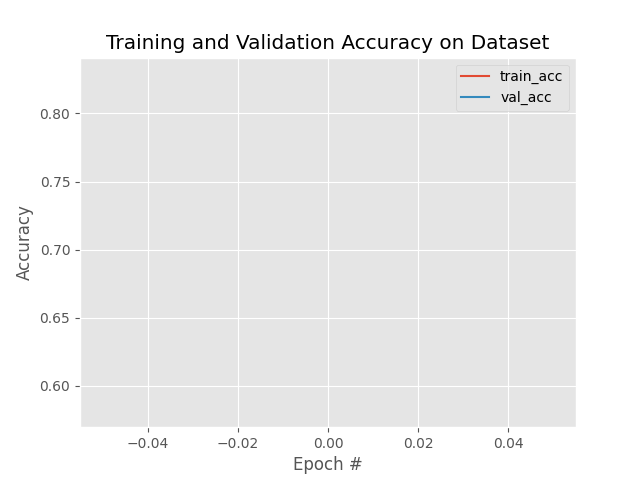 Training and Validation Accuracy on Dataset
train_acc
val_acc
0.80
0.75
0.70
0.65
0.60
Accuracy
−0.04
−0.02
0.00
0.02
0.04
Epoch #